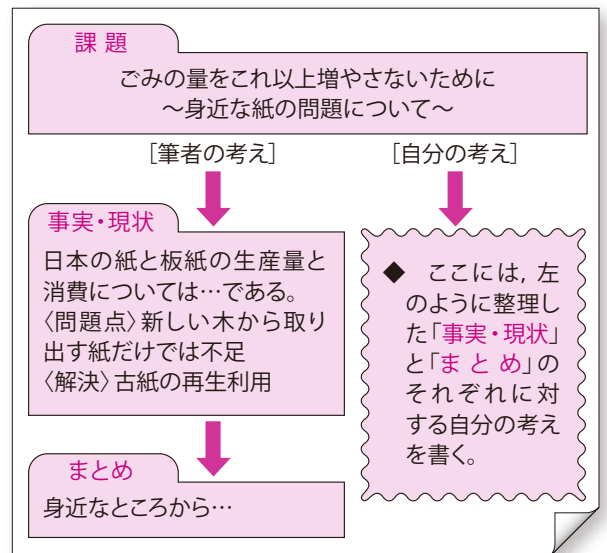 課題
ごみの量をこれ以上増やさないために
〜身近な紙の問題について〜
[筆者の考え]
[自分の考え]
事実・現状
日本の紙と板紙の生産量と
消費については…である。
〈問題点〉新しい木から取り
出す紙だけでは不足
〈解決〉古紙の再生利用
まとめ
身近なところから…
◆ ここには，左
のように整理し
た「事実・現状」
と「まとめ」の
それぞれに対
する自分の考え
を書く。